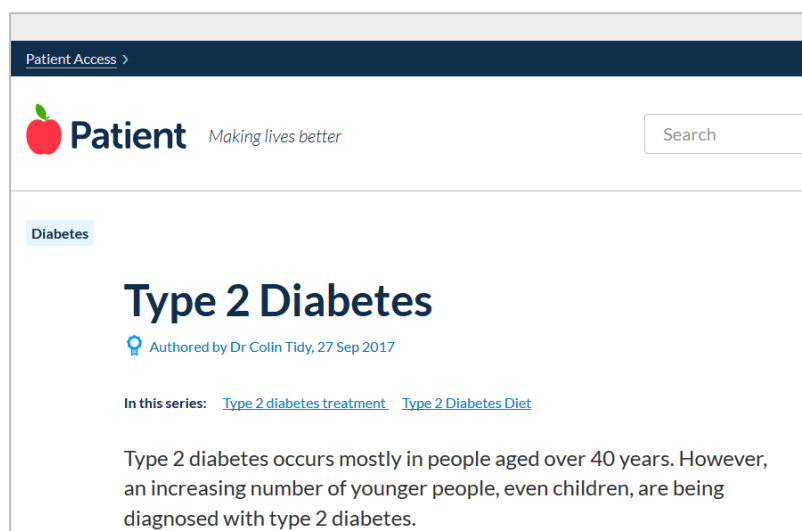 Patient Access >
Patient Making lives better
Search
Diabetes
Type 2 Diabetes
Authored by Dr Colin Tidy, 27 Sep 2017
In this series: Type 2 diabetes treatment Type 2 Diabetes Diet
Type 2 diabetes occurs mostly in people aged over 40 years. However,
an increasing number of younger people, even children, are being
diagnosed with type 2 diabetes.